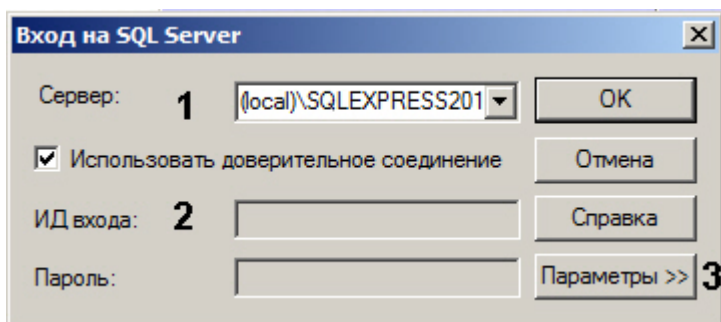 Вход на SQL Server
Сервер: 1 (local)\SQLEXPRESS201 OK
Использовать доверительное соединение Отмена
ИД входа: 2 Справка
Пароль: Параметры >> 3